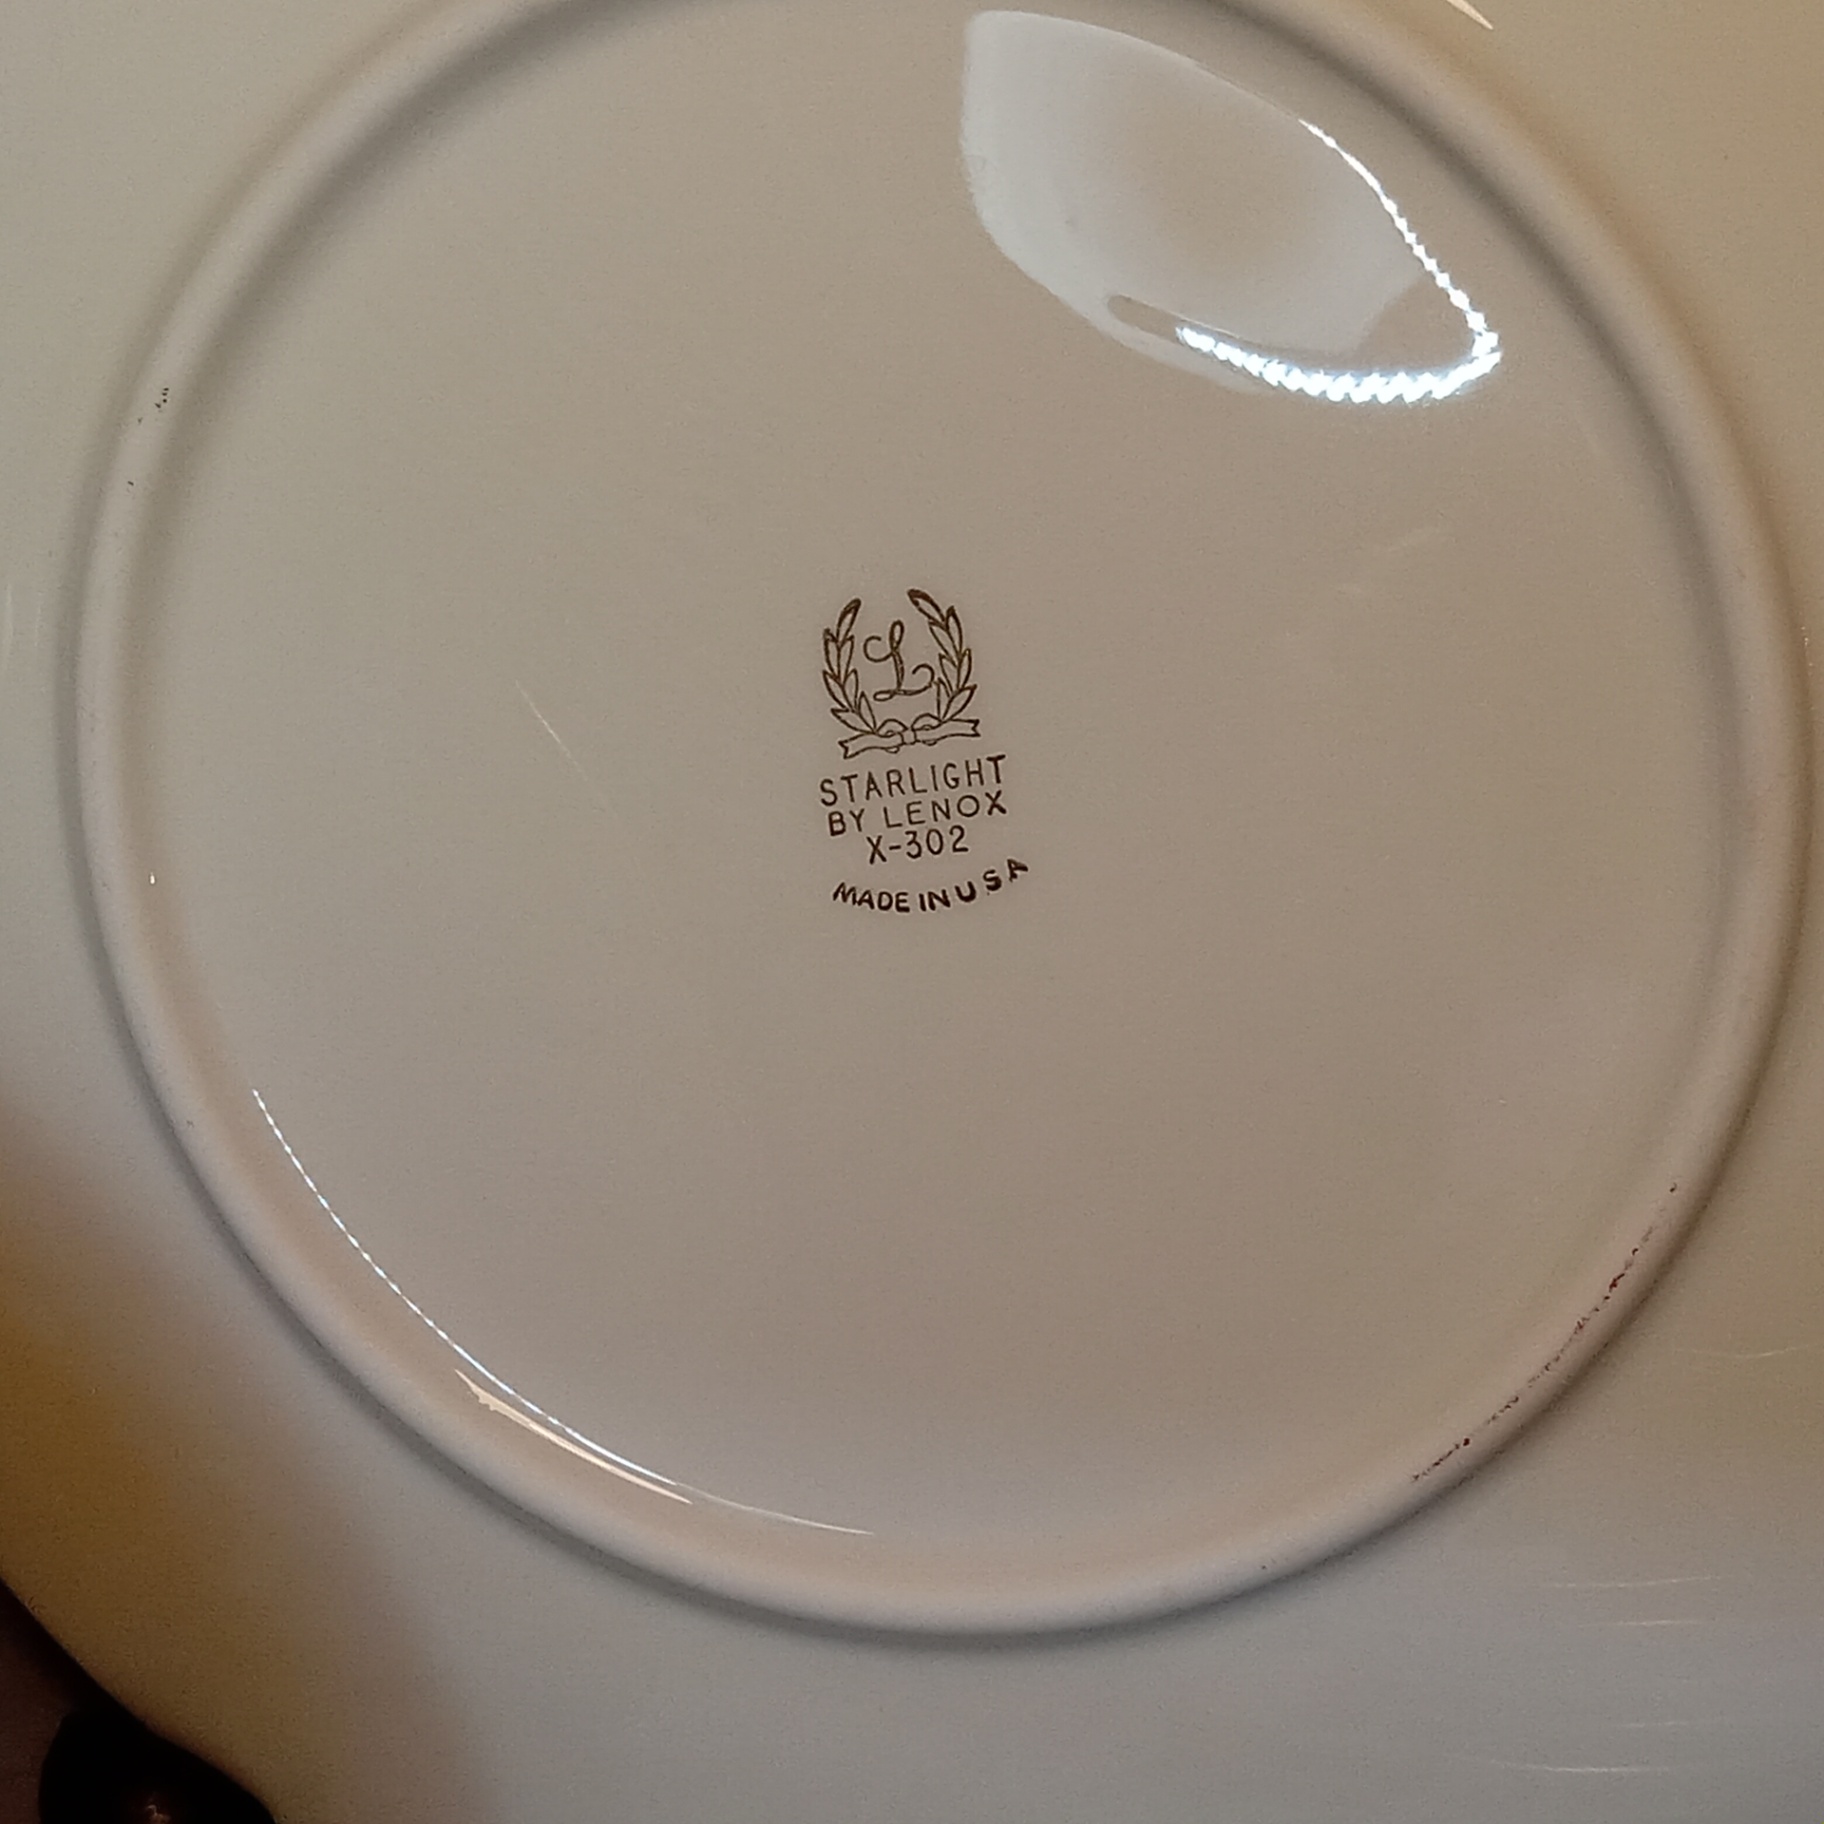 L
STARLIGHT
BY LENOX
X-302
MADE IN USA